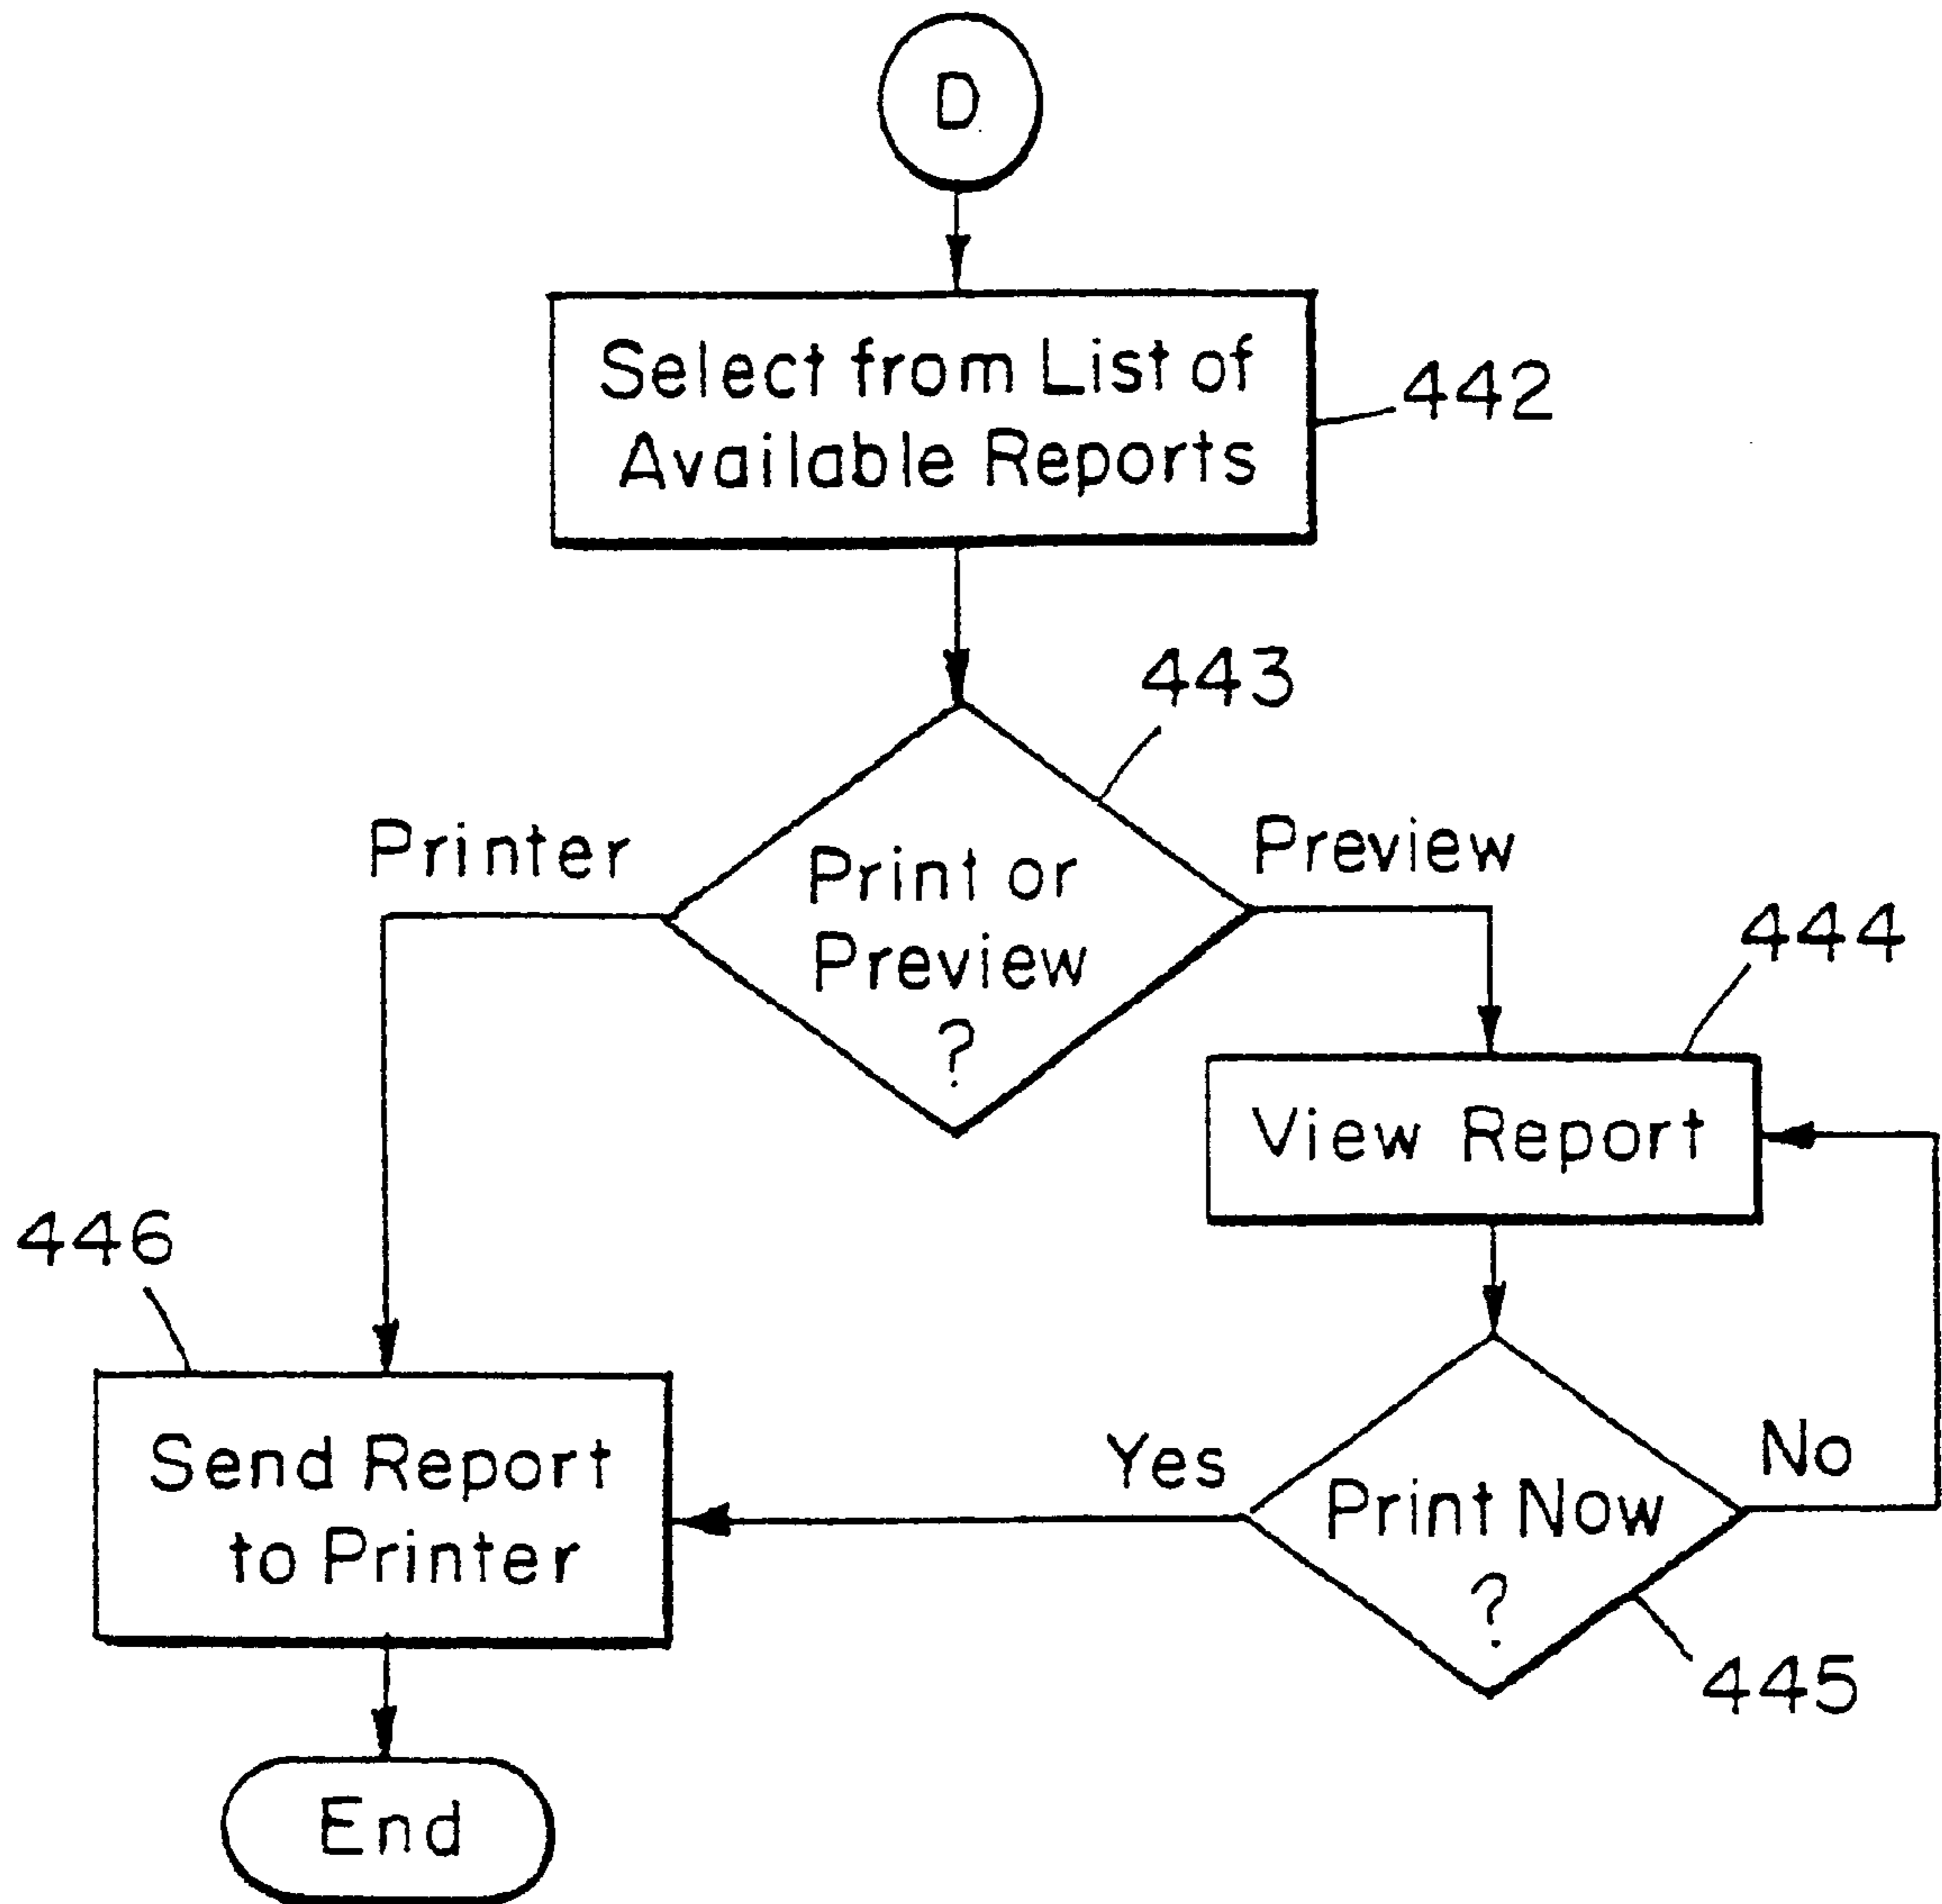 D
Select from List of
Available Reports
442
443
Printer
Print or
Preview
?
Preview
444
View Report
446
Send Report
to Printer
Yes
Print Now
?
No
445
End